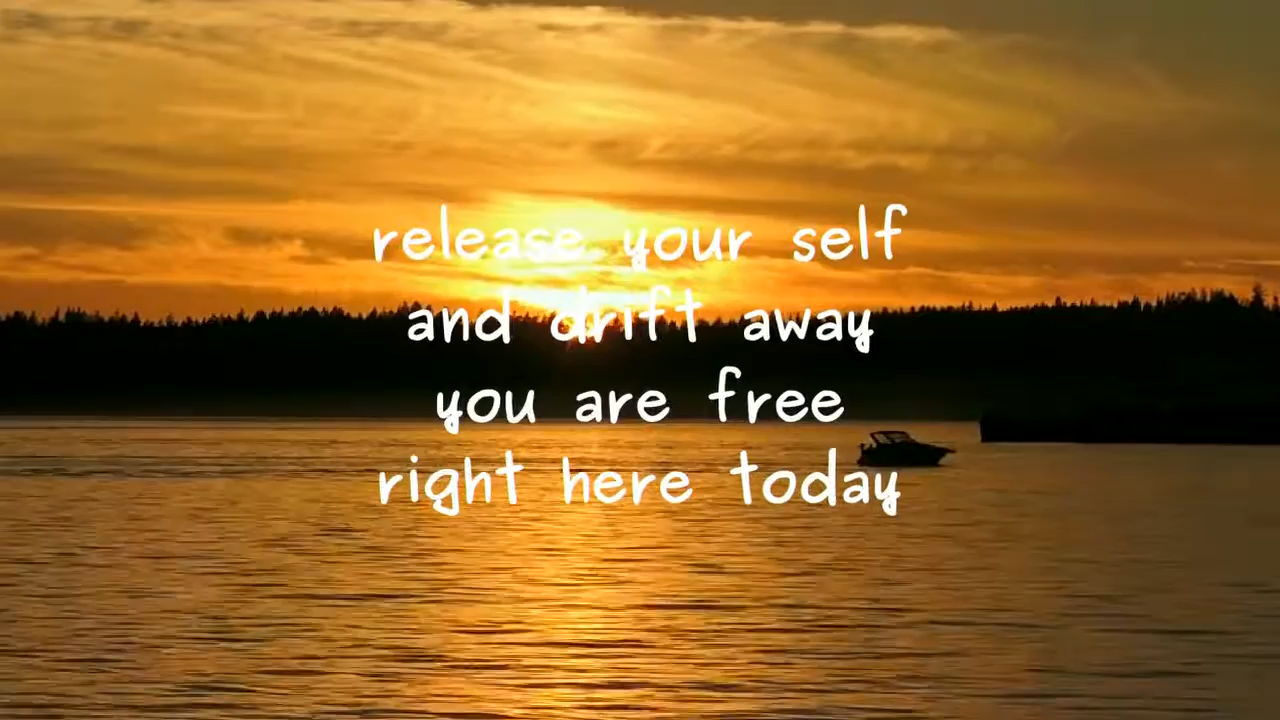 release your self
and drift away
you are free
right here today